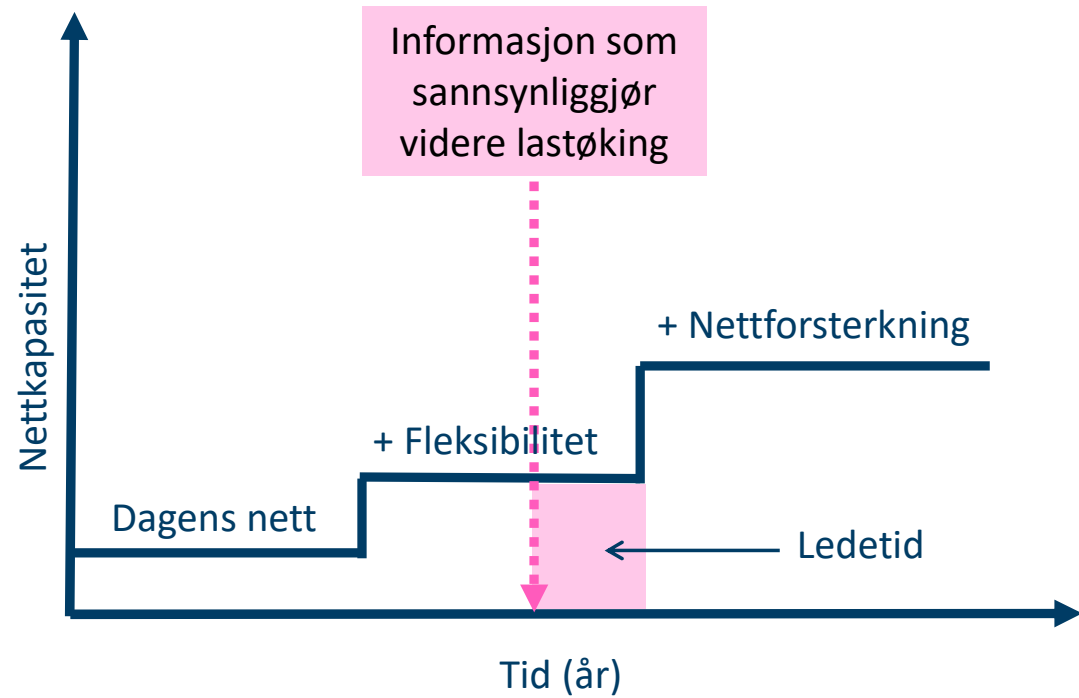 Informasjon som
sannsynliggjør
videre lastøking
Nettkapasitet
+ Nettforsterkning
+ Fleksibilitet
Dagens nett
Ledetid
Tid (år)